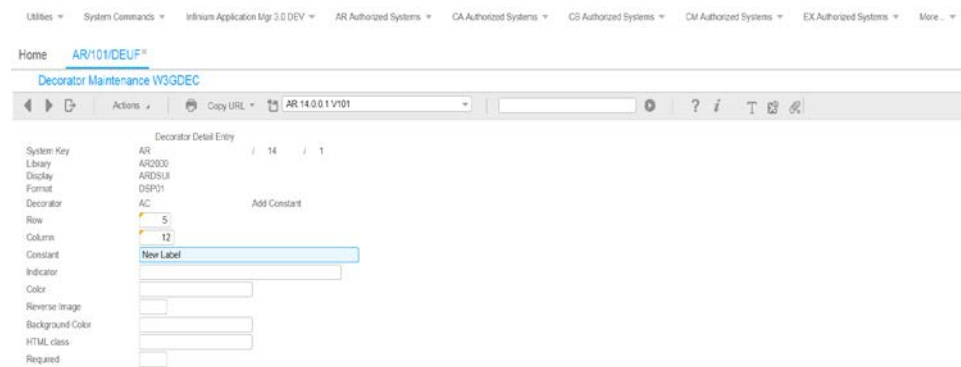 Utilities System Commands Infinium Application Mgr 3.0 DEV AR Authorized Systems CA Authorized Systems CB Authorized Systems CM Authorized Systems EX Authorized Systems More...
Home AR/101/DEUF
Decorator Maintenance W3GDEC
Actions Copy URL AR 14.0.0.1 V101
Decorator Detail Entry
System Key AR / 14 / 1
Library AR2000
Display ARDSUI
Format DSP01
Decorator AC Add Constant
Row 5
Column 12
Constant New Label
Indicator
Color
Reverse Image
Background Color
HTML class
Required